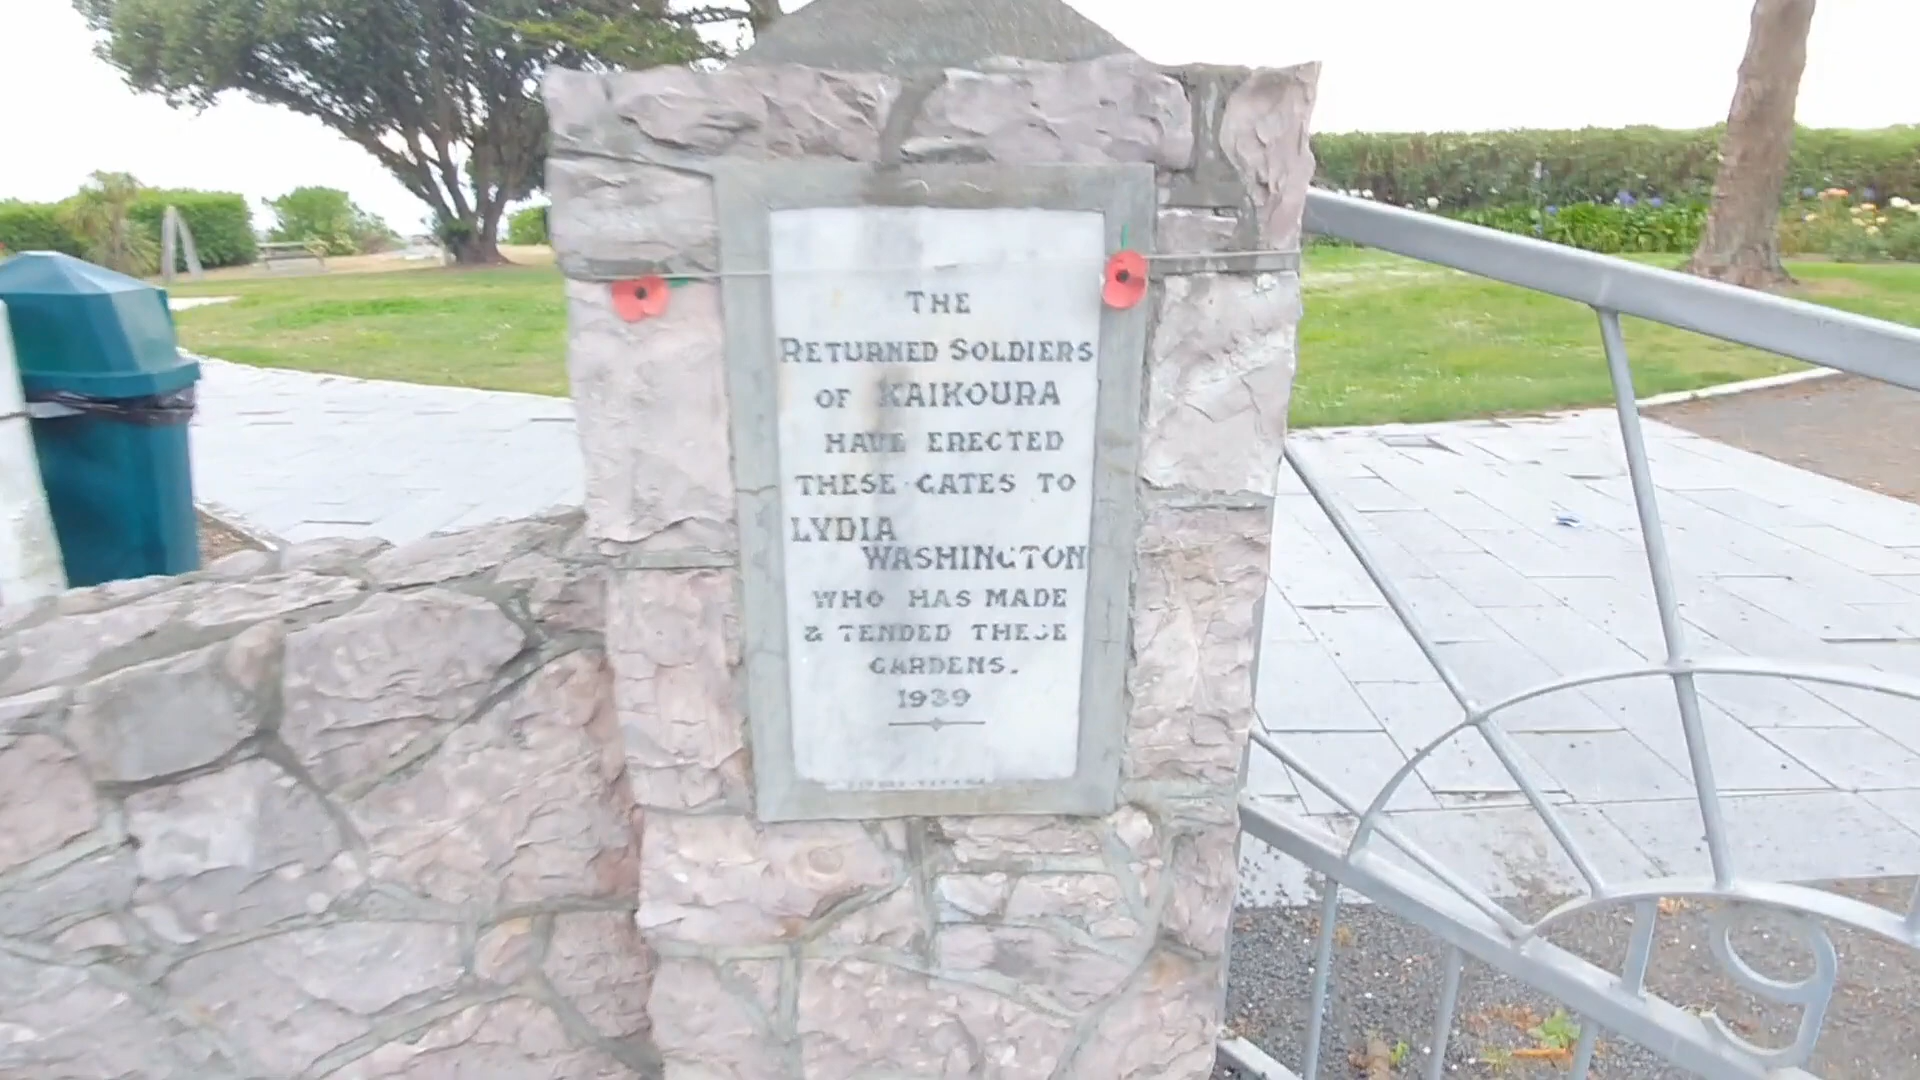 THE
RETURNED SOLDIERS
OF KAIKOURA
HAVE ERECTED
THESE GATES TO
LYDIA
WASHINGTON
WHO HAS MADE
& TENDED THESE
GARDENS.
1939